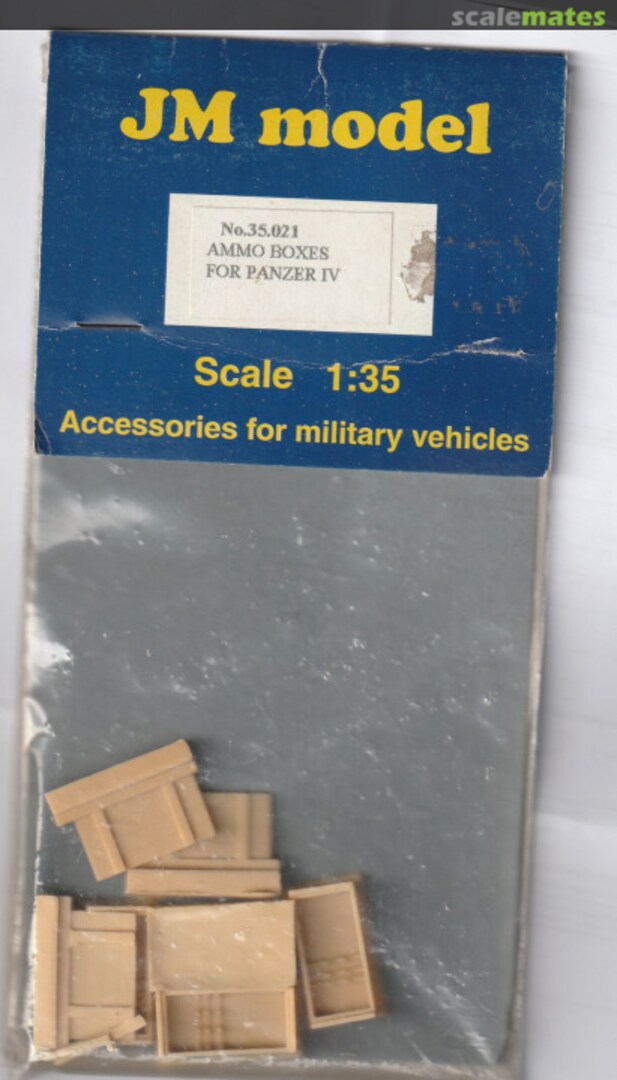 scalemates
JM model
No.35.021
AMMO BOXES
FOR PANZER IV
Scale 1:35
Accessories for military vehicles